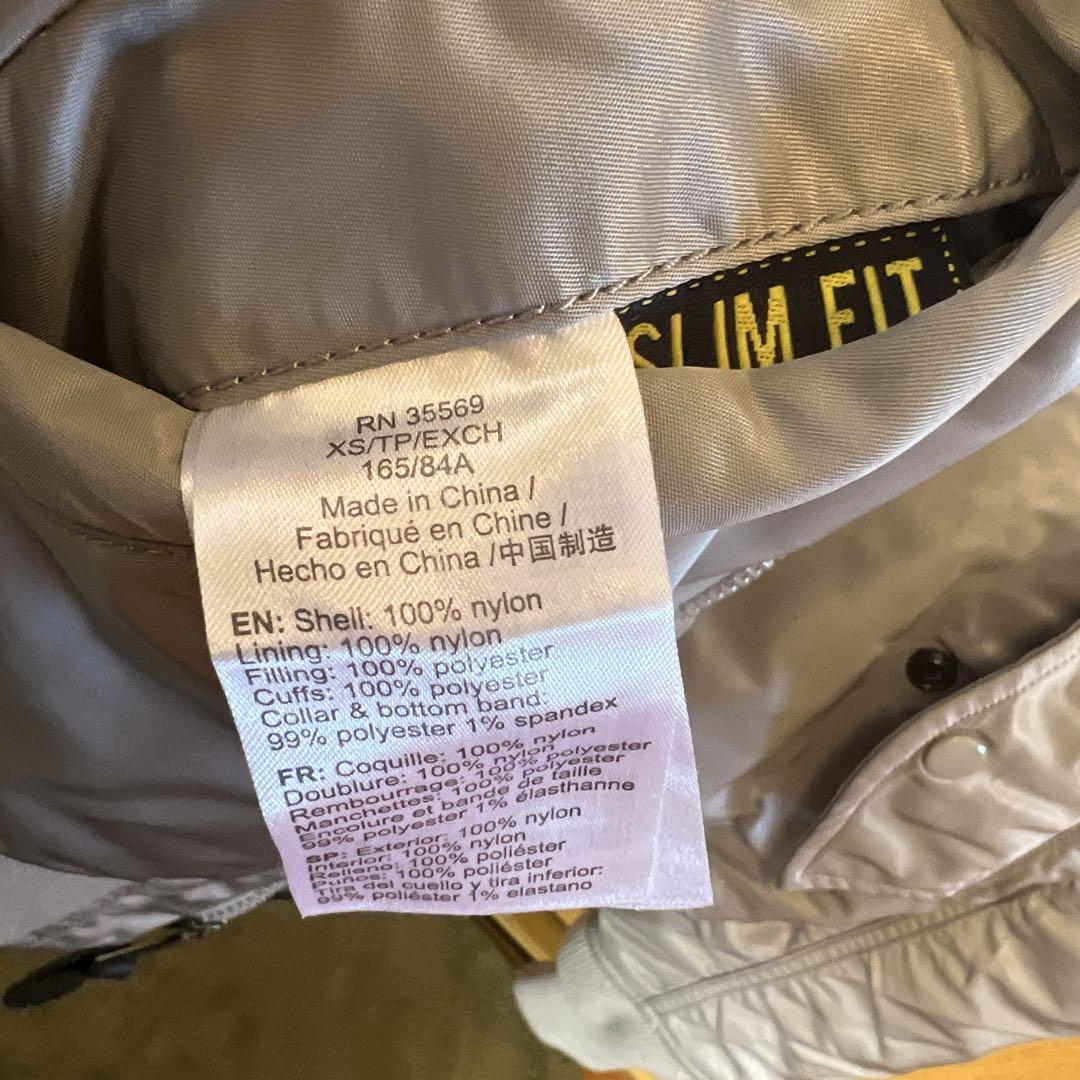 SLIM FIT
RN 35569
XS/TP/EXCH
165/84A
Made in China /
Fabriqué en Chine /
Hecho en China /中国制造
EN: Shell: 100% nylon
Lining: 100% nylon
Filling: 100% polyester
Cuffs: 100% polyester
Collar & bottom band:
99% polyester 1% spandex
FR: Coquille: 100% nylon
Doublure: 100% nylon
Rembourrage: 100% polyester
Manchettes: 100% polyester
Encolure et bande de taille
99% polyester 1% élasthanne
SP: Exterior: 100% nylon
Interior: 100% nylon
Relleno: 100% poliéster
Puños: 100% poliéster
Tira del cuello y tira inferior:
99% poliéster 1% elastano